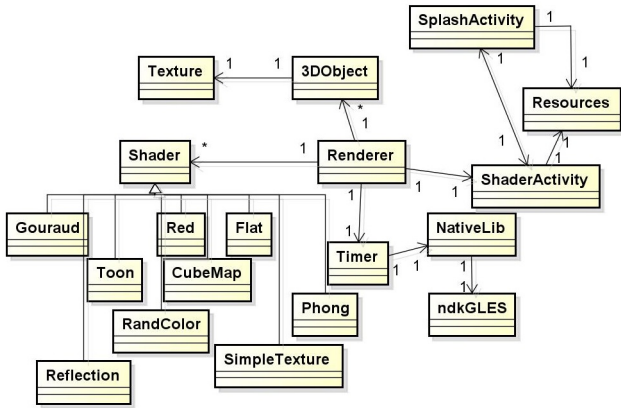 SplashActivity
1
1
1
Texture
1
1
3DObject
Resources
*
1
1
1
Shader
*
1
Renderer
1
1
1
ShaderActivity
1
Gouraud
Red
Flat
1
Timer
1
1
NativeLib
Toon
CubeMap
1
1
Phong
ndkGLES
RandColor
SimpleTexture
Reflection